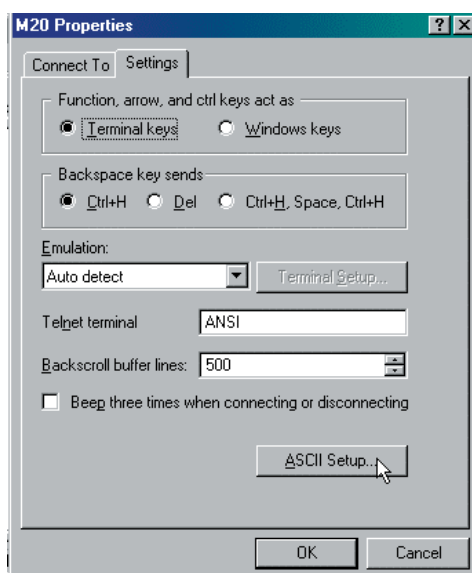 M20 Properties
Connect To Settings
Function, arrow, and ctrl keys act as
Terminal keys Windows keys
Backspace key sends
Ctrl+H Del Ctrl+H, Space, Ctrl+H
Emulation:
Auto detect Terminal Setup...
Telnet terminal ANSI
Backscroll buffer lines: 500
Beep three times when connecting or disconnecting
ASCII Setup...
OK Cancel